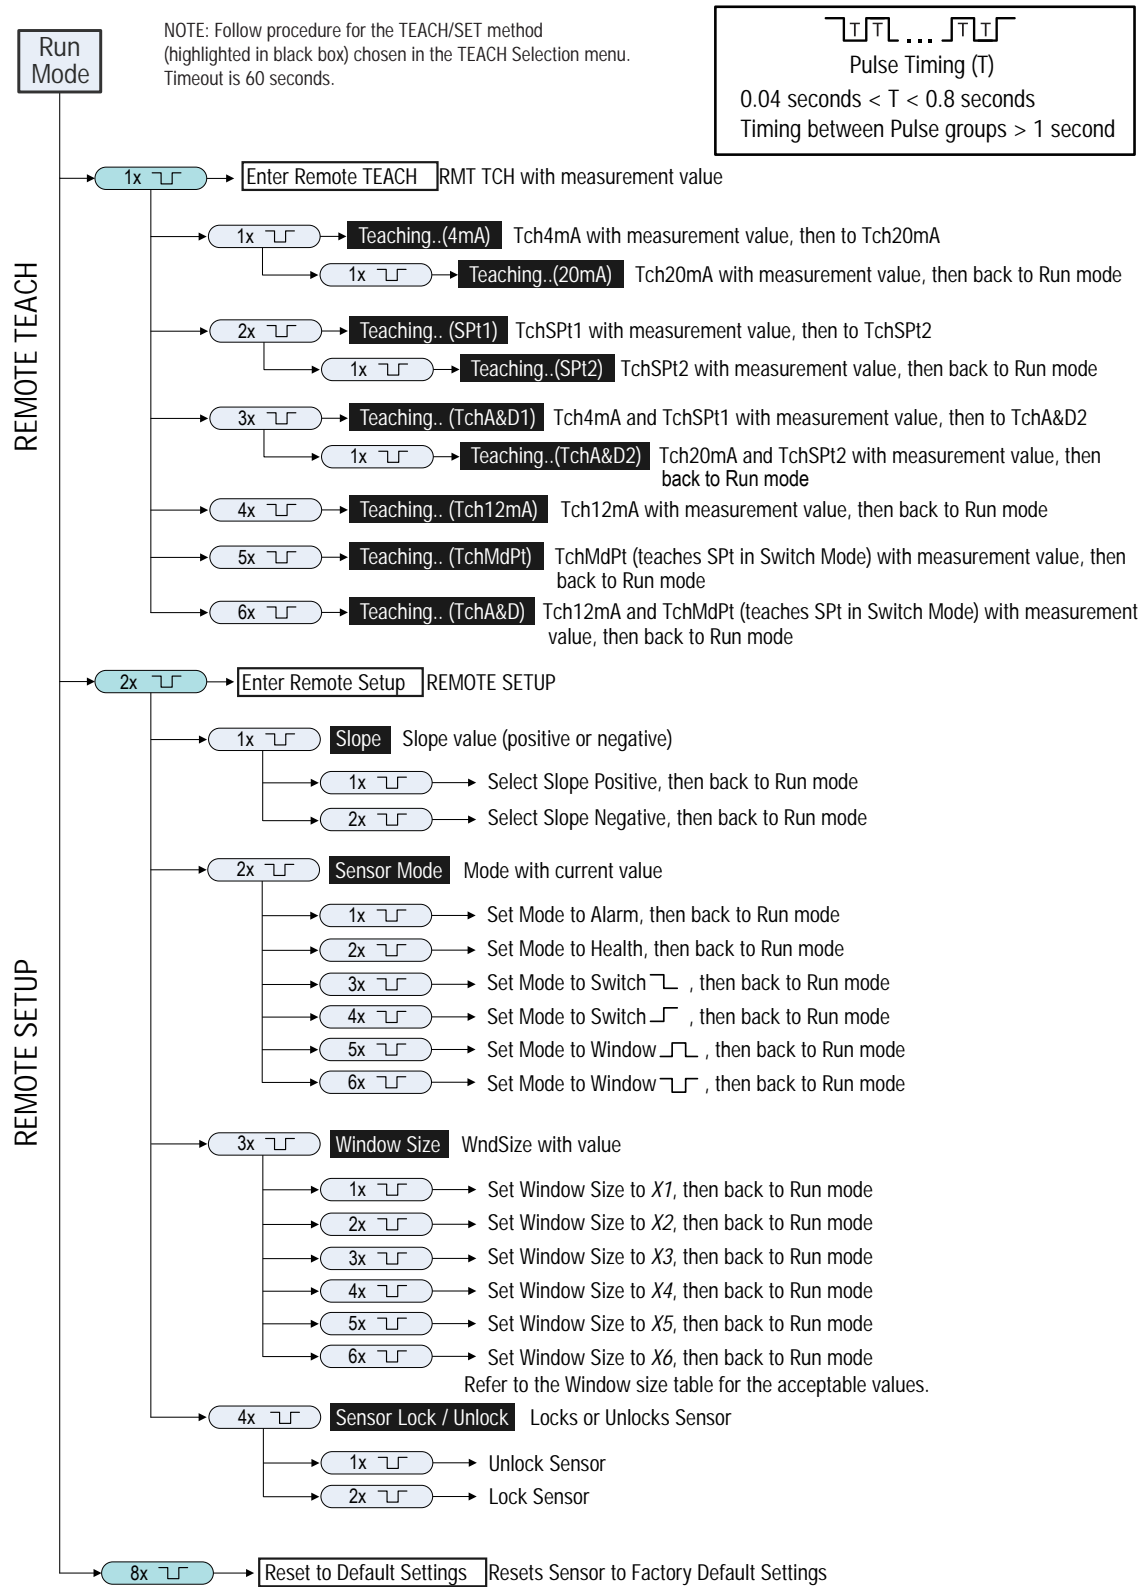 Run
Mode
NOTE: Follow procedure for the TEACH/SET method
(highlighted in black box) chosen in the TEACH Selection menu.
Timeout is 60 seconds.
T T ... T T
Pulse Timing (T)
0.04 seconds < T < 0.8 seconds
Timing between Pulse groups > 1 second
REMOTE TEACH
1x Enter Remote TEACH RMT TCH with measurement value
1x Teaching..(4mA) Tch4mA with measurement value, then to Tch20mA
1x Teaching..(20mA) Tch20mA with measurement value, then back to Run mode
2x Teaching.. (SPt1) TchSPt1 with measurement value, then to TchSPt2
1x Teaching..(SPt2) TchSPt2 with measurement value, then back to Run mode
3x Teaching.. (TchA&D1) Tch4mA and TchSPt1 with measurement value, then to TchA&D2
1x Teaching..(TchA&D2) Tch20mA and TchSPt2 with measurement value, then
back to Run mode
4x Teaching.. (Tch12mA) Tch12mA with measurement value, then back to Run mode
5x Teaching.. (TchMdPt) TchMdPt (teaches SPt in Switch Mode) with measurement value, then
back to Run mode
6x Teaching.. (TchA&D) Tch12mA and TchMdPt (teaches SPt in Switch Mode) with measurement
value, then back to Run mode
REMOTE SETUP
2x Enter Remote Setup REMOTE SETUP
1x Slope Slope value (positive or negative)
1x Select Slope Positive, then back to Run mode
2x Select Slope Negative, then back to Run mode
2x Sensor Mode Mode with current value
1x Set Mode to Alarm, then back to Run mode
2x Set Mode to Health, then back to Run mode
3x Set Mode to Switch , then back to Run mode
4x Set Mode to Switch , then back to Run mode
5x Set Mode to Window , then back to Run mode
6x Set Mode to Window , then back to Run mode
3x Window Size WndSize with value
1x Set Window Size to X1, then back to Run mode
2x Set Window Size to X2, then back to Run mode
3x Set Window Size to X3, then back to Run mode
4x Set Window Size to X4, then back to Run mode
5x Set Window Size to X5, then back to Run mode
6x Set Window Size to X6, then back to Run mode
Refer to the Window size table for the acceptable values.
4x Sensor Lock / Unlock Locks or Unlocks Sensor
1x Unlock Sensor
2x Lock Sensor
8x Reset to Default Settings Resets Sensor to Factory Default Settings